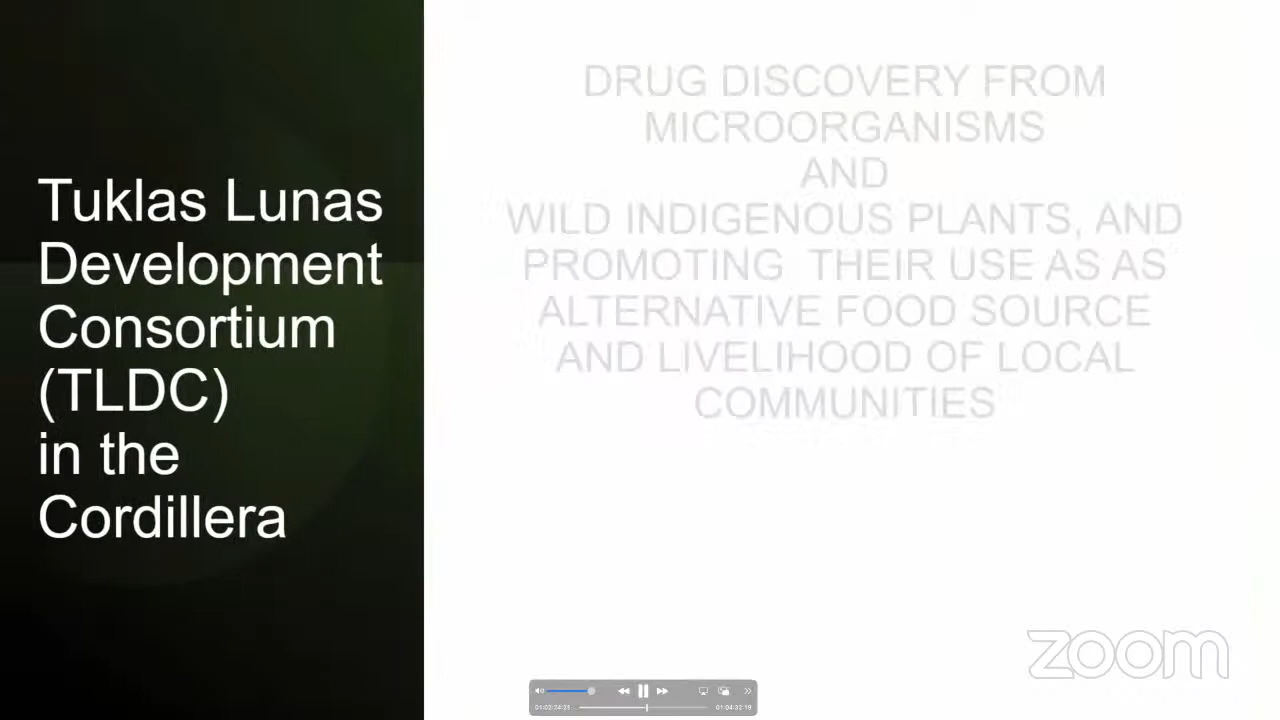 Tuklas Lunas
Development
Consortium
(TLDC)
in the
Cordillera
DRUG DISCOVERY FROM
MICROORGANISMS
AND
WILD INDIGENOUS PLANTS, AND
PROMOTING THEIR USE AS AS
ALTERNATIVE FOOD SOURCE
AND LIVELIHOOD OF LOCAL
COMMUNITIES
zoom